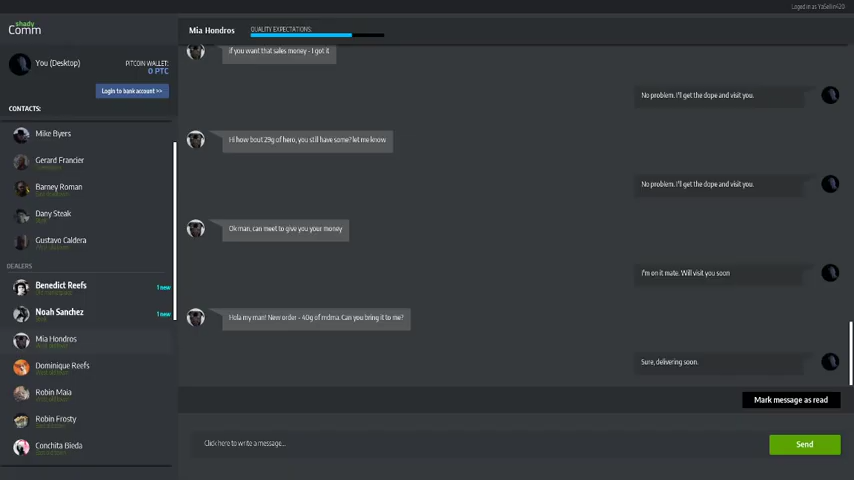 Loged in as YaSellin420
shady
Comm
Mia Hondros
QUALITY EXPECTATIONS:
You (Desktop)
PITCOIN WALLET:
0 PTC
Login to bank account >>
CONTACTS:
Mike Byers
Gerard Francier
Barney Roman
Dany Steak
Gustavo Caldera
DEALERS
Benedict Reefs
1 new
Noah Sanchez
1 new
Mia Hondros
Dominique Reefs
Robin Maia
Robin Frosty
Conchita Bieda
if you want that sales money - I got it
No problem. I'll get the dope and visit you.
Hi how bout 29g of hero, you still have some? let me know
No problem. I'll get the dope and visit you.
Ok man, can meet to give you your money
I'm on it mate. Will visit you soon
Hola my man! New order - 40g of mdma. Can you bring it to me?
Sure, delivering soon.
Mark message as read
Click here to write a message...
Send